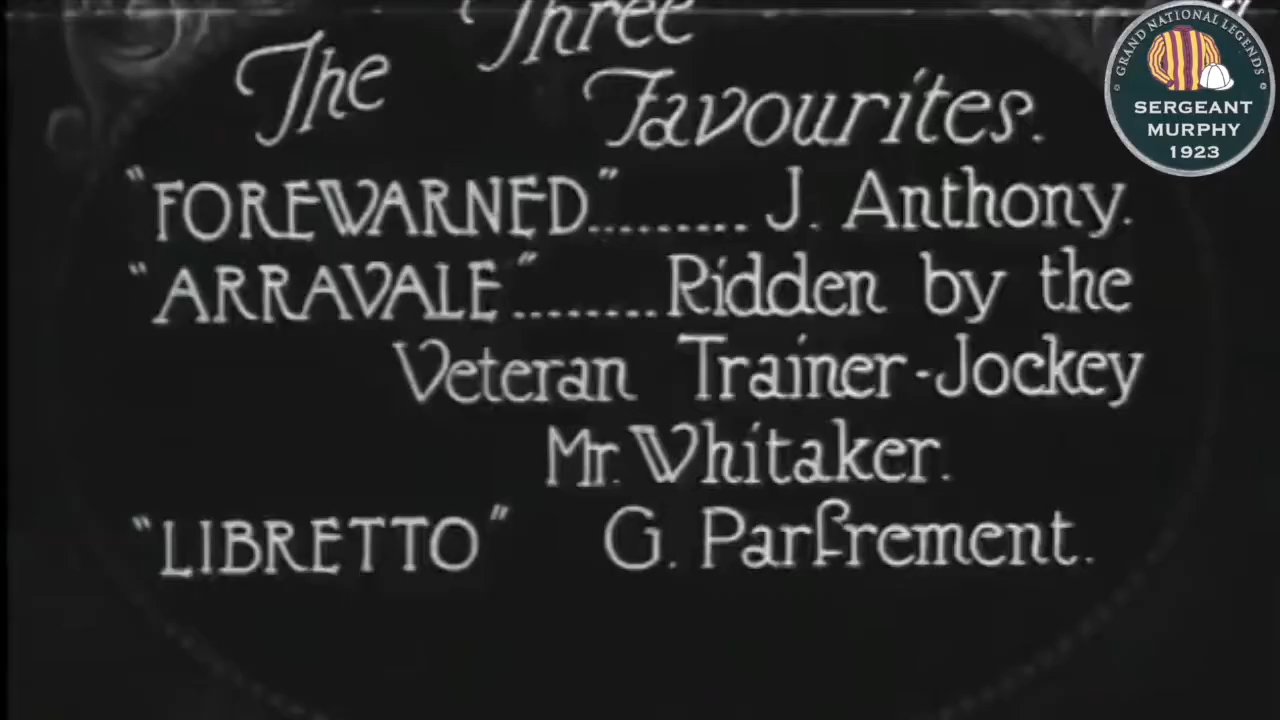 The Three
Favourites.
"FOREWARNED"......... J. Anthony.
"ARRAVALE"........Ridden by the
Veteran Trainer-Jockey
Mr. Whitaker.
"LIBRETTO" G. Parfrement.
GRAND NATIONAL LEGENDS
SERGEANT
MURPHY
1923